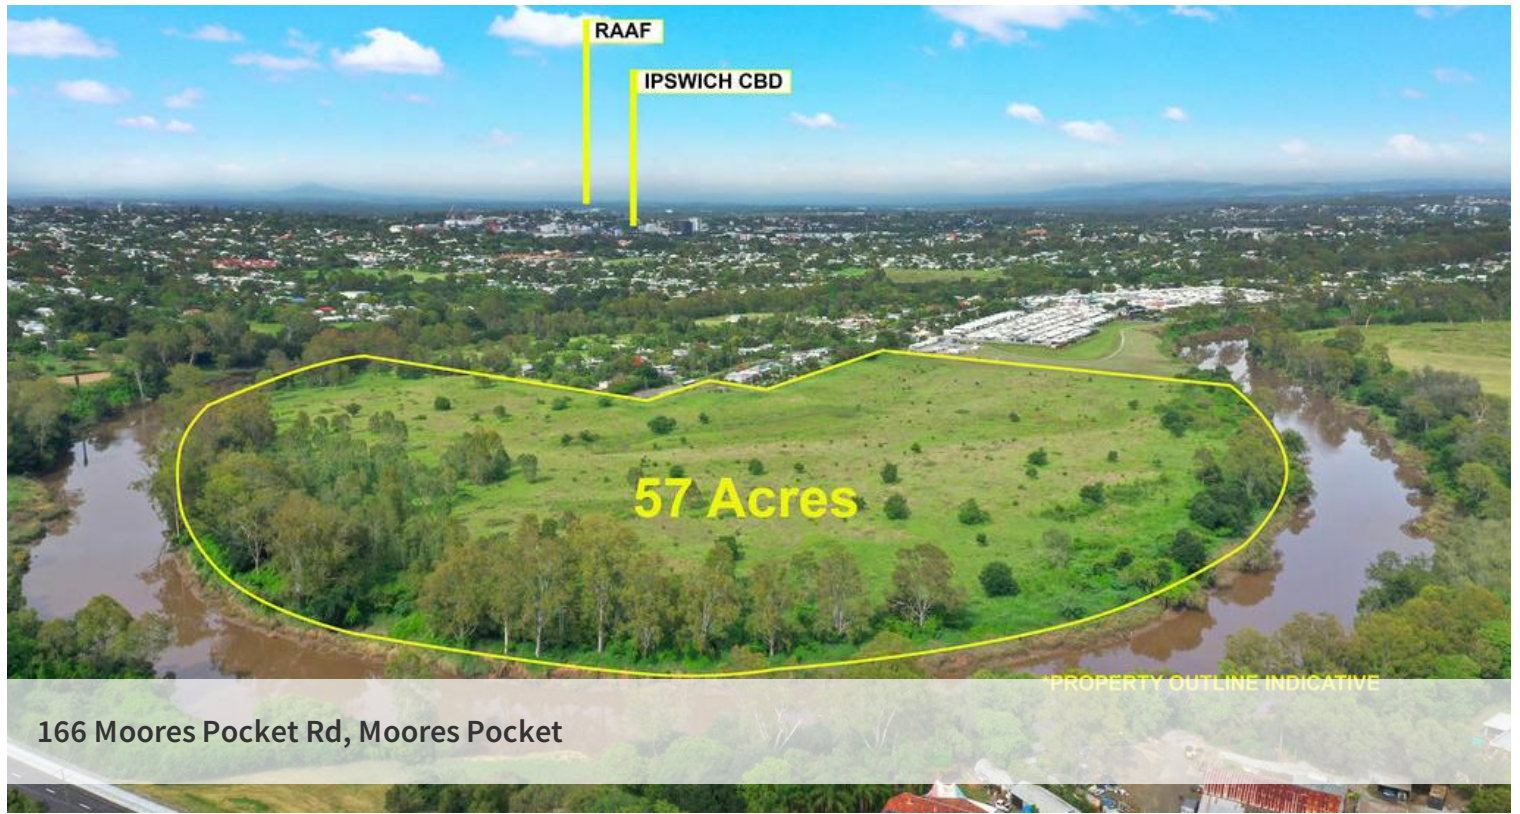 RAAF
IPSWICH CBD
57 Acres
*PROPERTY OUTLINE INDICATIVE
166 Moores Pocket Rd, Moores Pocket